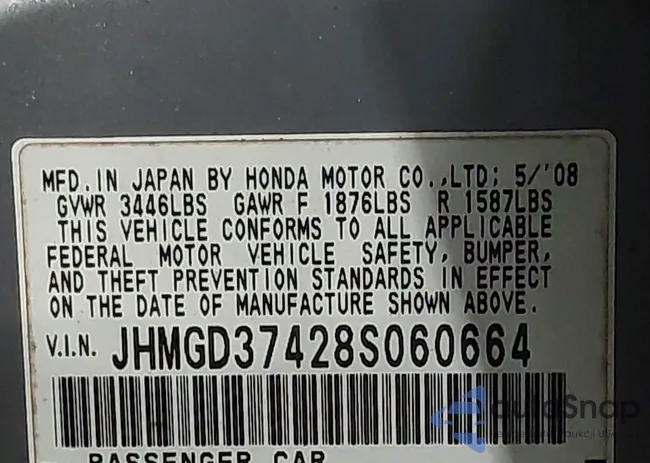 MFD. IN JAPAN BY HONDA MOTOR CO.,LTD; 5/'08
GVWR 3446LBS GAWR F 1876LBS R 1587LBS
THIS VEHICLE CONFORMS TO ALL APPLICABLE
FEDERAL MOTOR VEHICLE SAFETY, BUMPER,
AND THEFT PREVENTION STANDARDS IN EFFECT
ON THE DATE OF MANUFACTURE SHOWN ABOVE.
V.I.N. JHMGD37428S060664
PASSENGER CAR
autoSnap